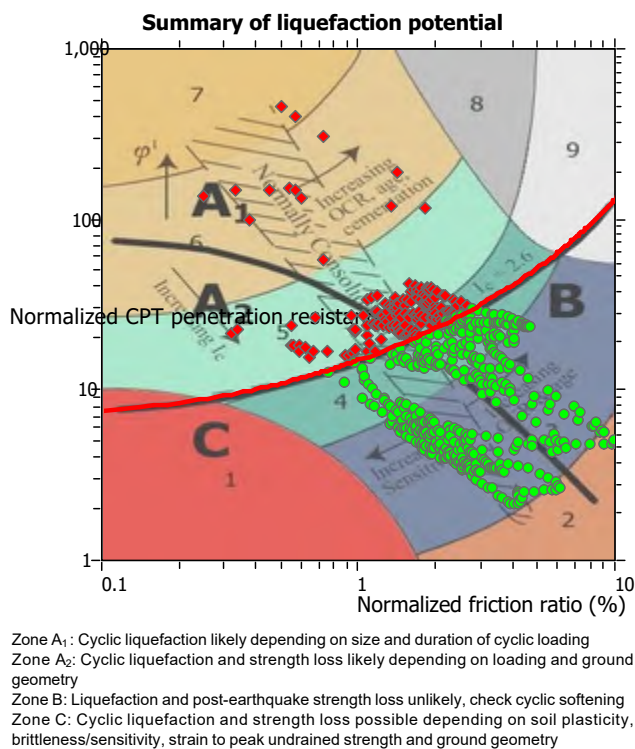 Summary of liquefaction potential
1,000
7
8
9
φ'
Increasing
OCR, age,
cementation
A1
Normally Consolidated
100
6
Ic = 2.6
A2
B
Increasing Ic
Normalized CPT penetration resista
5
10
4
C
1
Increasing
Sensitivity
2
1
0.1
1
10
Normalized friction ratio (%)
Zone A1: Cyclic liquefaction likely depending on size and duration of cyclic loading
Zone A2: Cyclic liquefaction and strength loss likely depending on loading and ground
geometry
Zone B: Liquefaction and post-earthquake strength loss unlikely, check cyclic softening
Zone C: Cyclic liquefaction and strength loss possible depending on soil plasticity,
brittleness/sensitivity, strain to peak undrained strength and ground geometry